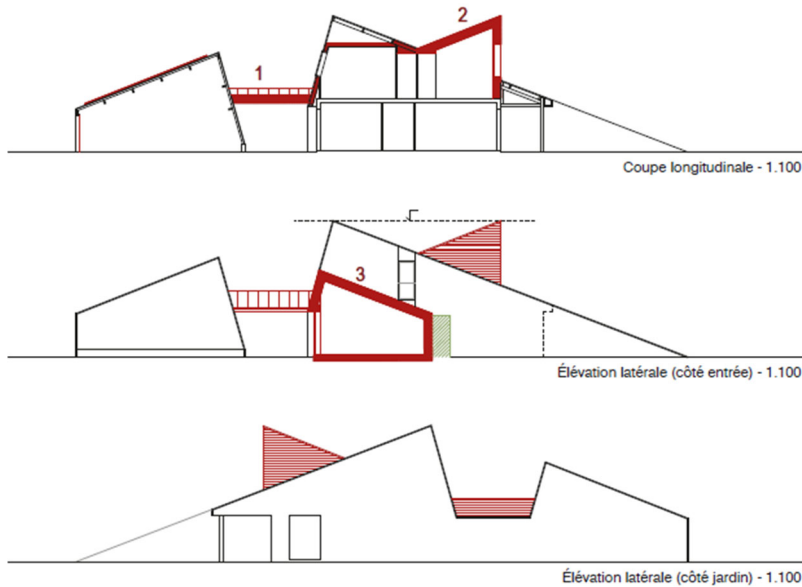 2
1
Coupe longitudinale - 1.100
3
Élévation latérale (côté entrée) - 1.100
Élévation latérale (côté jardin) - 1.100